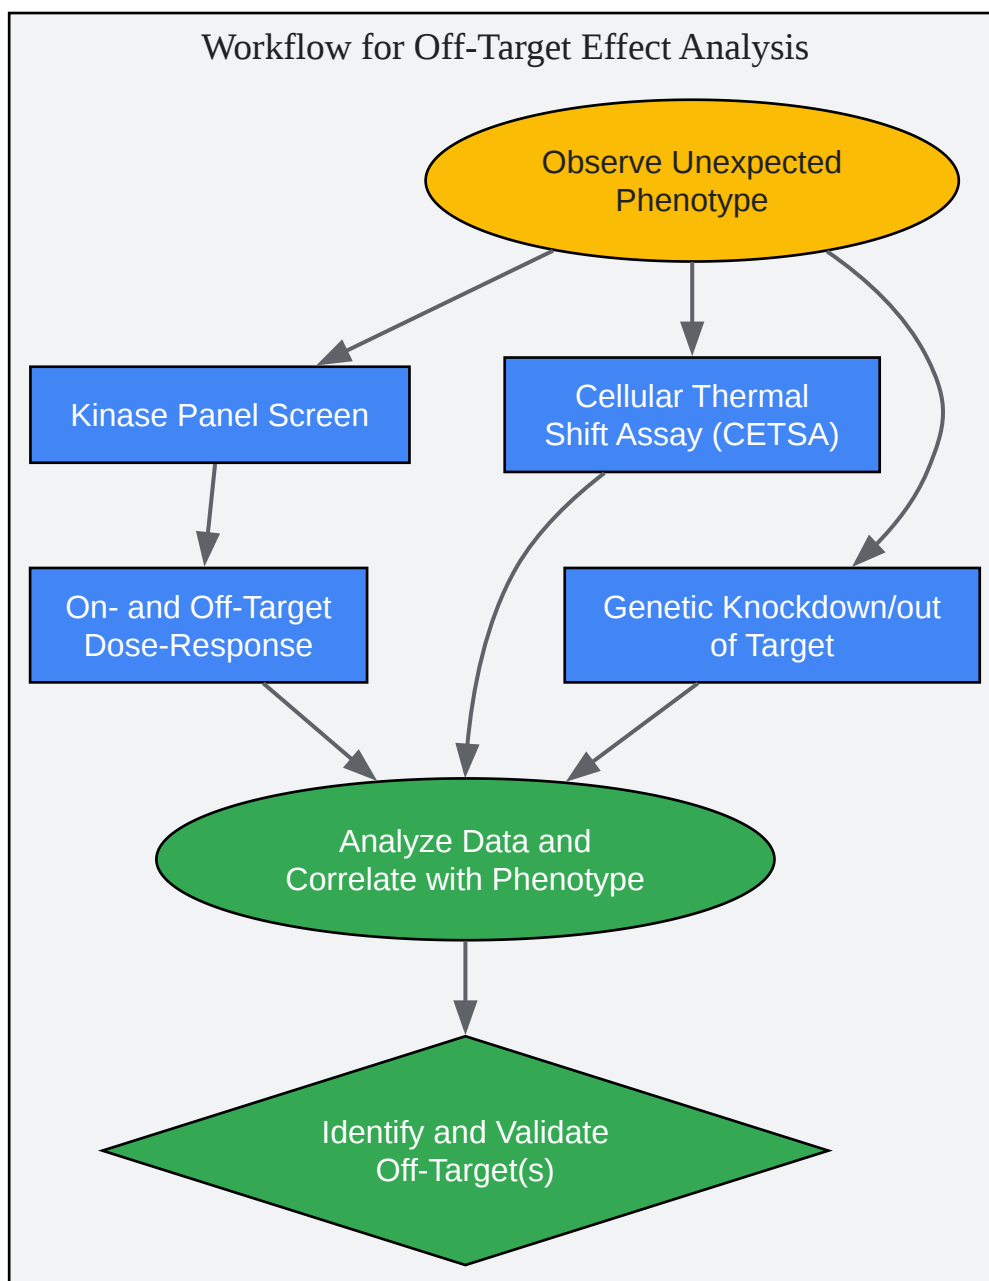 Workflow for Off-Target Effect Analysis
Observe Unexpected
Phenotype
Kinase Panel Screen
Cellular Thermal
Shift Assay (CETSA)
On- and Off-Target
Dose-Response
Genetic Knockdown/out
of Target
Analyze Data and
Correlate with Phenotype
Identify and Validate
Off-Target(s)